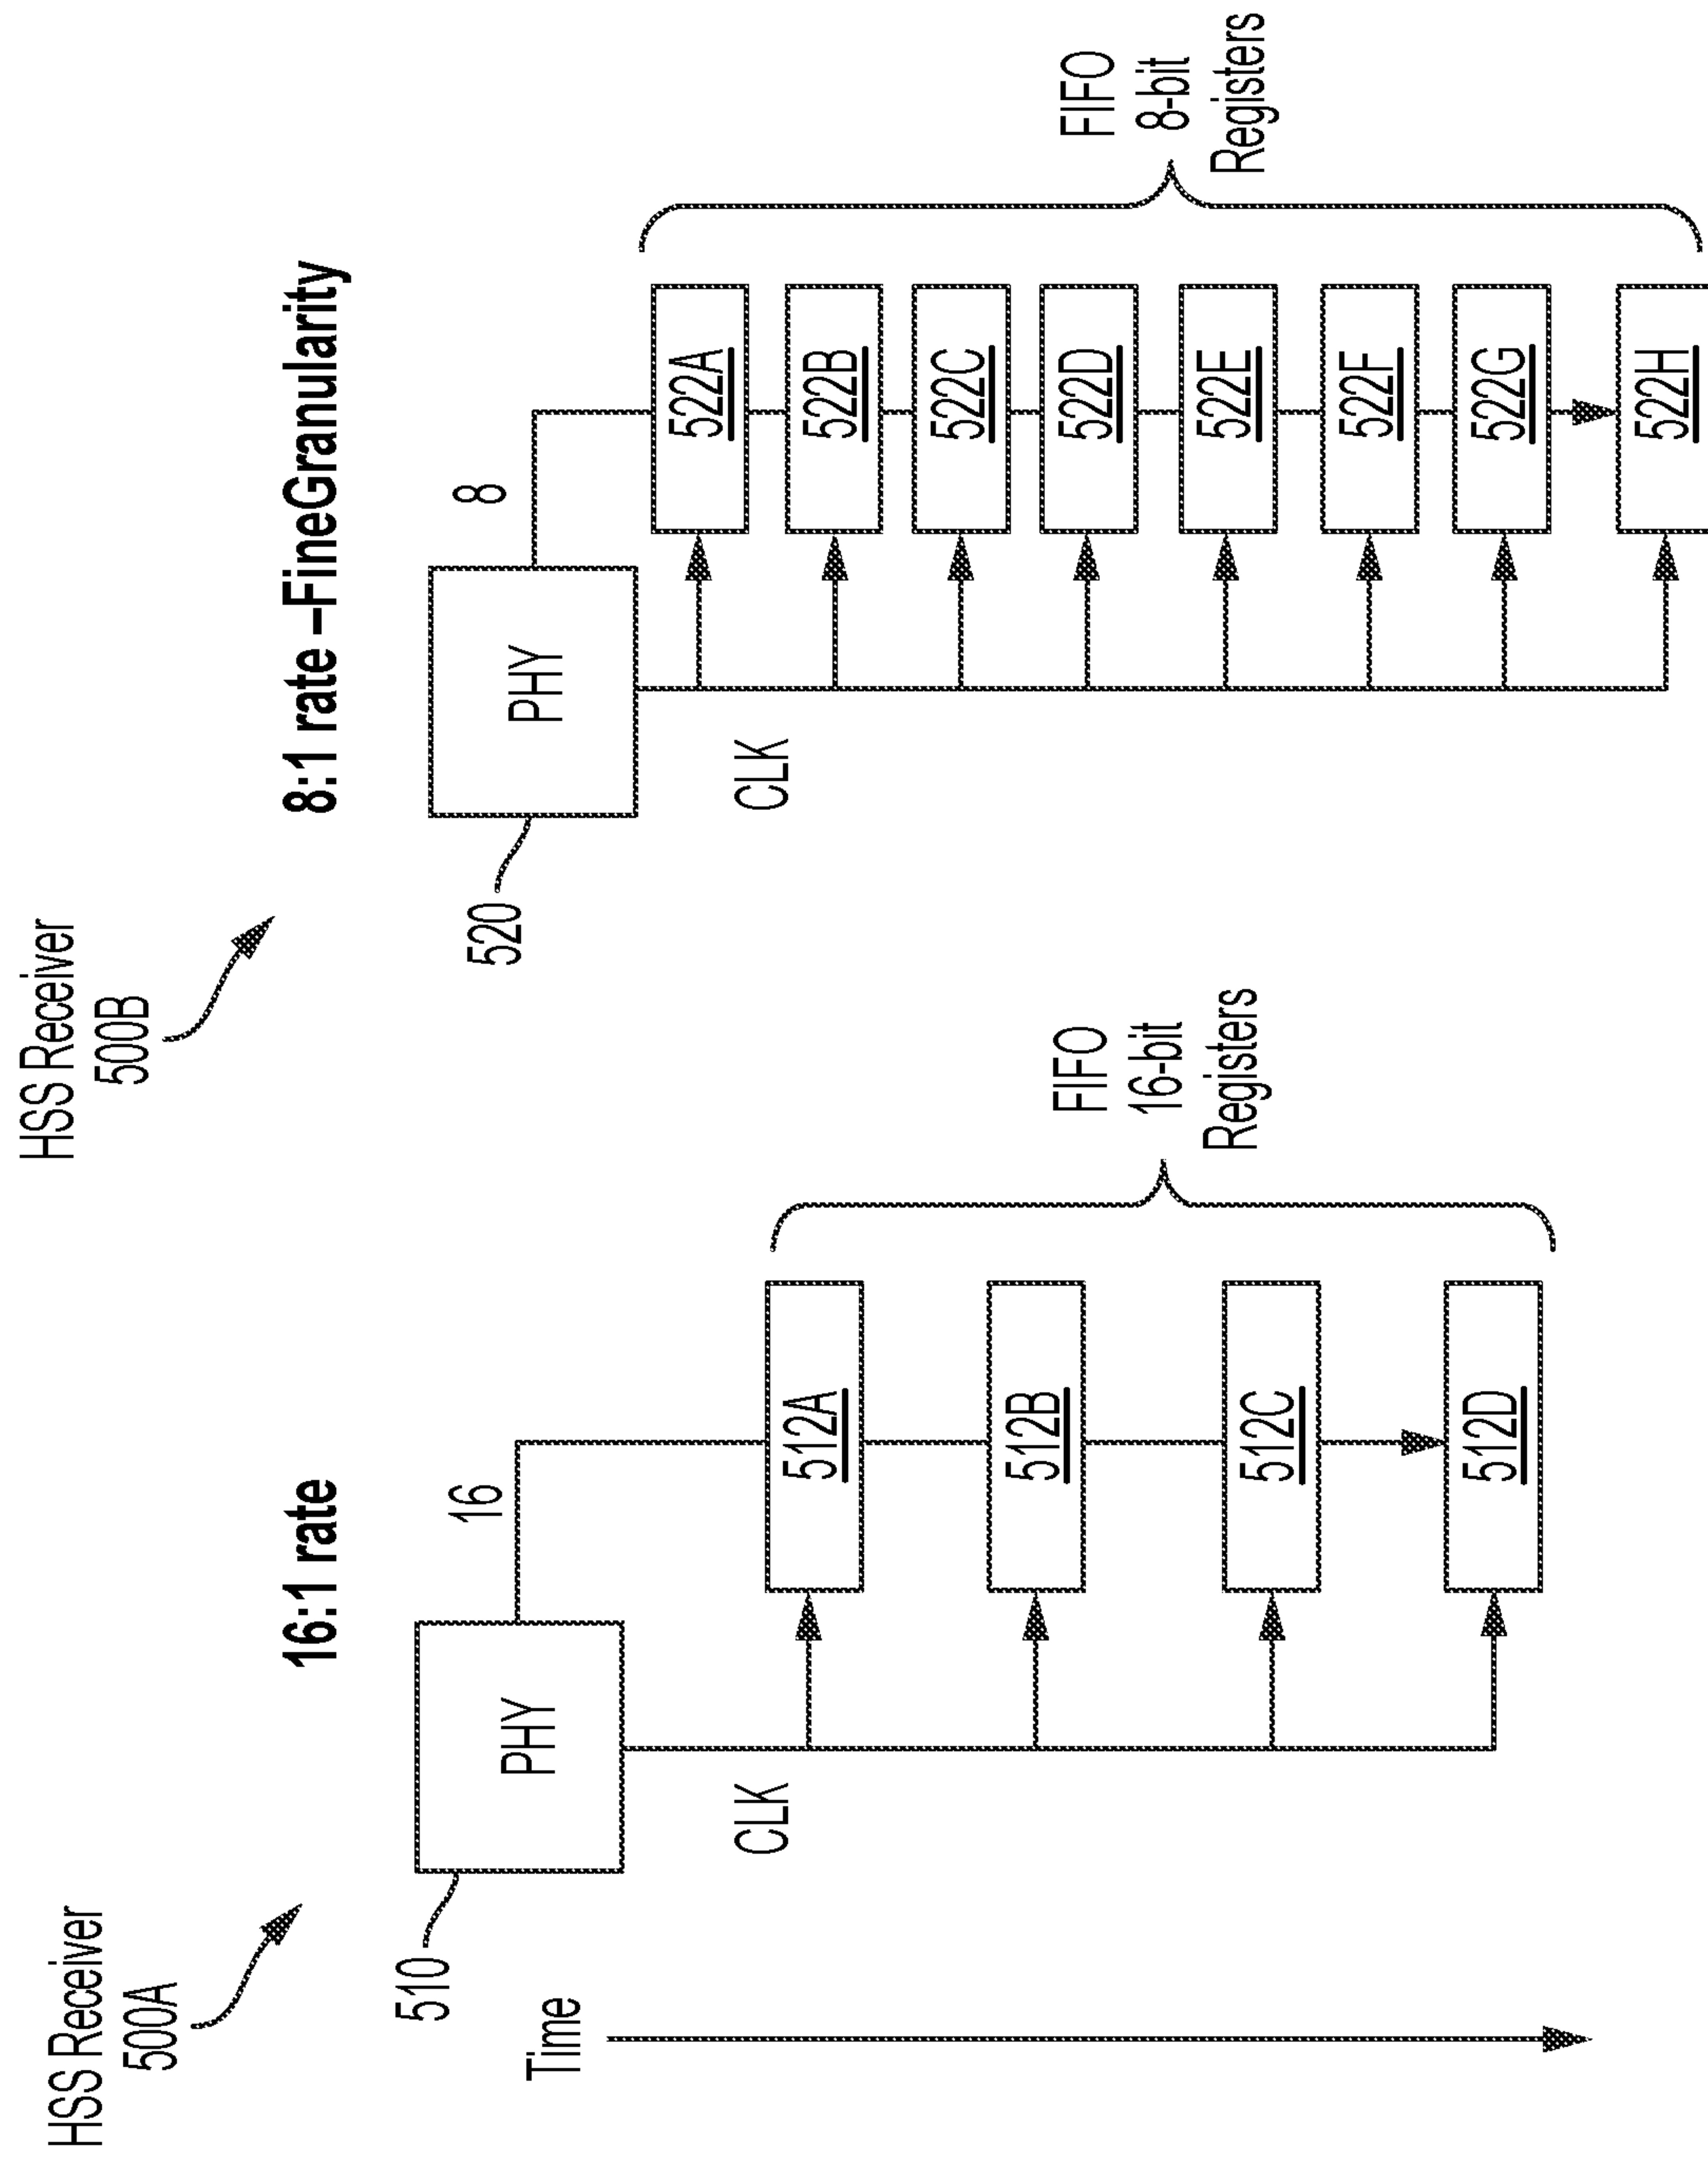 HSS Receiver
500A
16:1 rate
510
PHY
16
CLK
Time
512A
512B
512C
512D
FIFO
16-bit
Registers
HSS Receiver
500B
8:1 rate –FineGranularity
520
PHY
8
CLK
522A
522B
522C
522D
522E
522F
522G
522H
FIFO
8-bit
Registers